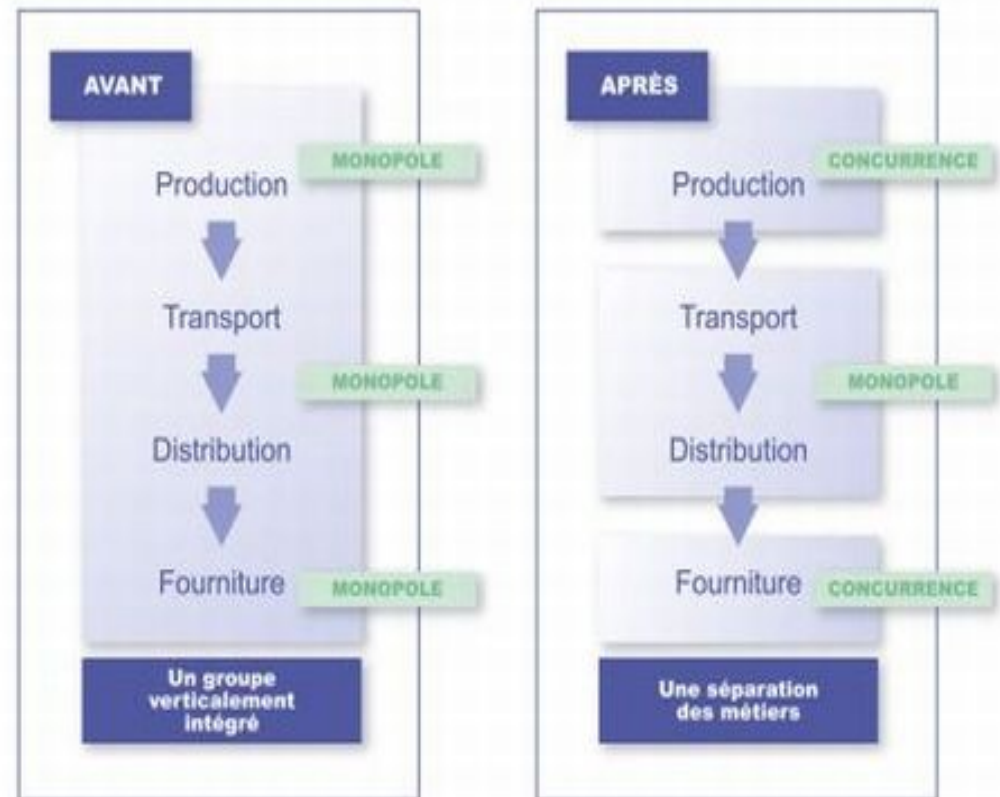 AVANT
MONOPOLE
Production
Transport
MONOPOLE
Distribution
Fourniture
MONOPOLE
Un groupe
verticalement
intégré
APRÈS
CONCURRENCE
Production
Transport
MONOPOLE
Distribution
Fourniture
CONCURRENCE
Une séparation
des métiers